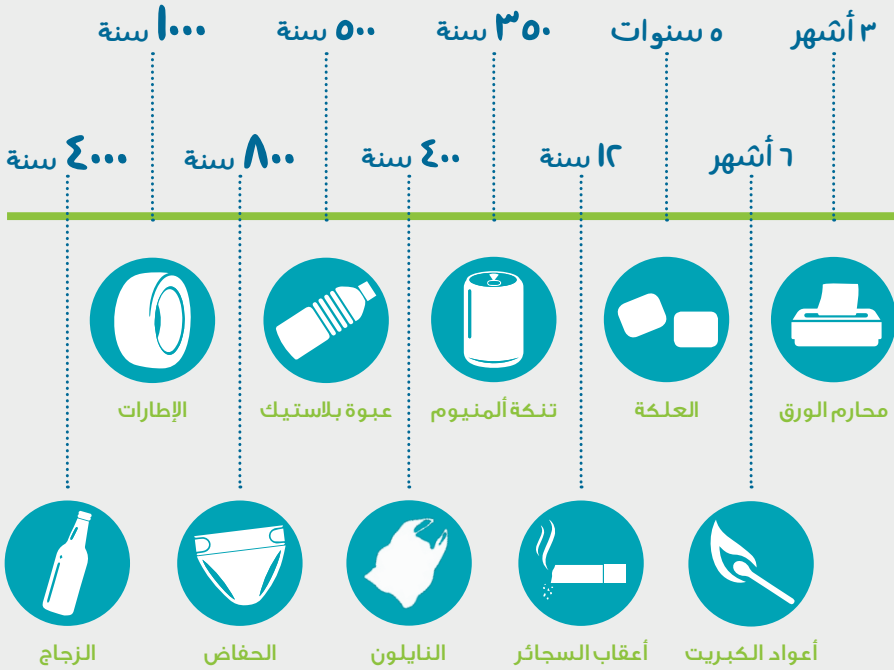 ٣ أشهر
٥ سنوات
٣٥٠ سنة
٥٠٠ سنة
١٠٠٠ سنة
٦ أشهر
١٢ سنة
٤٠٠ سنة
٨٠٠ سنة
٤٠٠٠ سنة
محارم الورق
العلكة
تنكة ألمنيوم
عبوة بلاستيك
الإطارات
أعواد الكبريت
أعقاب السجائر
النايلون
الحفاض
الزجاج